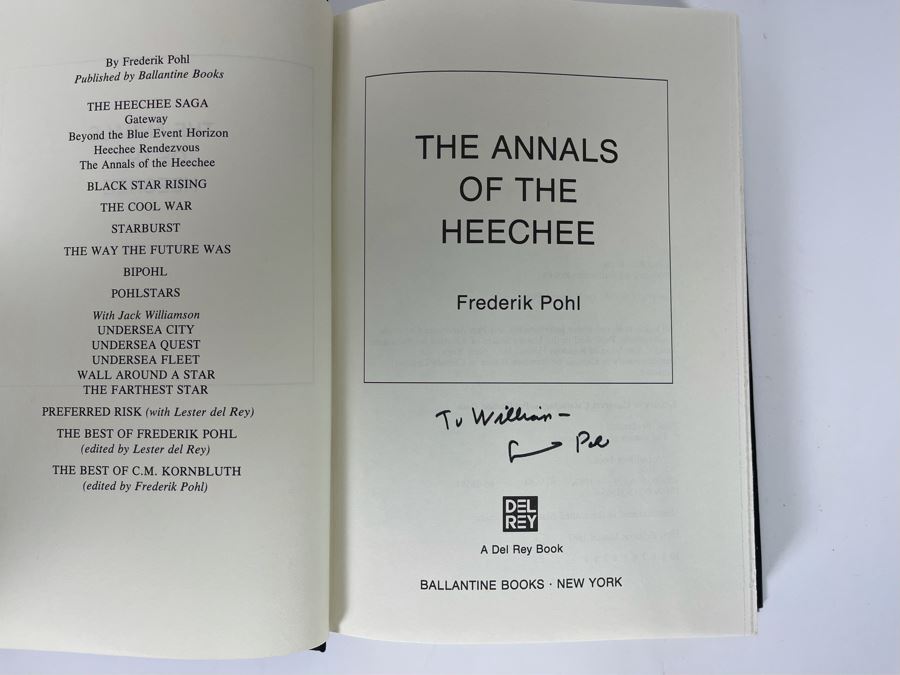 By Frederik Pohl
Published by Ballantine Books
THE HEECHEE SAGA
Gateway
Beyond the Blue Event Horizon
Heechee Rendezvous
The Annals of the Heechee
BLACK STAR RISING
THE COOL WAR
STARBURST
THE WAY THE FUTURE WAS
BIPOHL
POHLSTARS
With Jack Williamson
UNDERSEA CITY
UNDERSEA QUEST
UNDERSEA FLEET
WALL AROUND A STAR
THE FARTHEST STAR
PREFERRED RISK (with Lester del Rey)
THE BEST OF FREDERIK POHL
(edited by Lester del Rey)
THE BEST OF C.M. KORNBLUTH
(edited by Frederik Pohl)
THE ANNALS
OF THE
HEECHEE
Frederik Pohl
To William –
Pohl
DEL
REY
A Del Rey Book
BALLANTINE BOOKS · NEW YORK